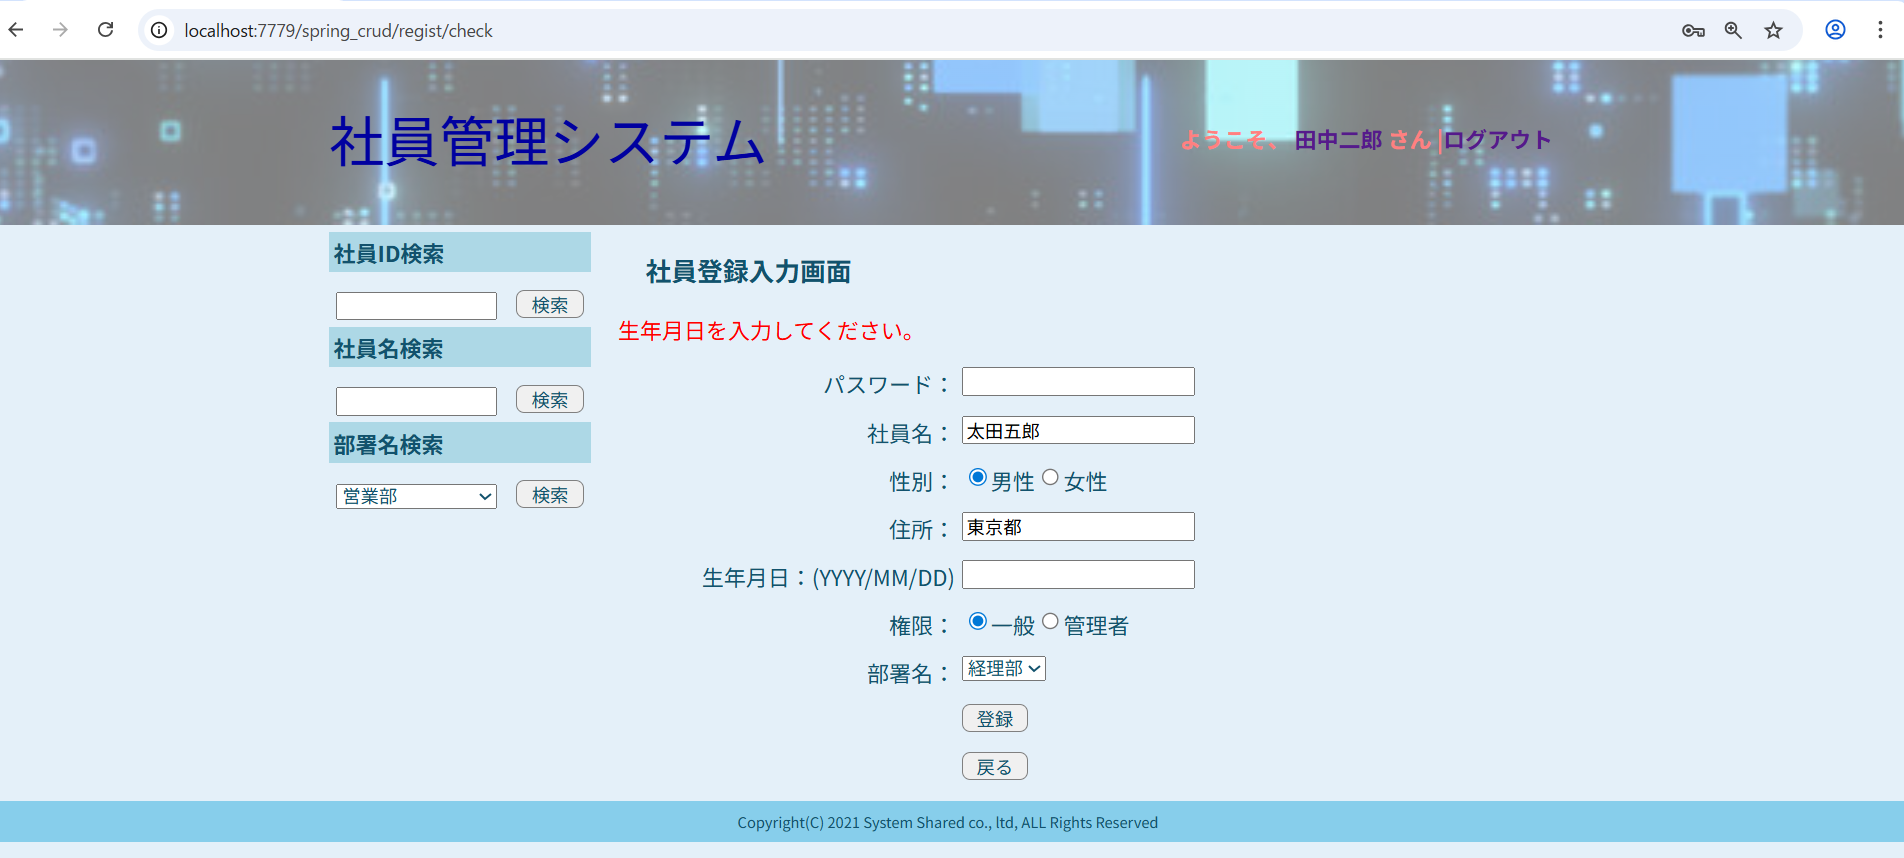 localhost:7779/spring_crud/regist/check
社員管理システム
ようこそ、 田中二郎 さん |ログアウト
社員ID検索
検索
社員名検索
検索
部署名検索
営業部 検索
社員登録入力画面
生年月日を入力してください。
パスワード：
社員名： 太田五郎
性別： 男性 女性
住所： 東京都
生年月日：(YYYY/MM/DD)
権限： 一般 管理者
部署名： 経理部
登録
戻る
Copyright(C) 2021 System Shared co., ltd, ALL Rights Reserved